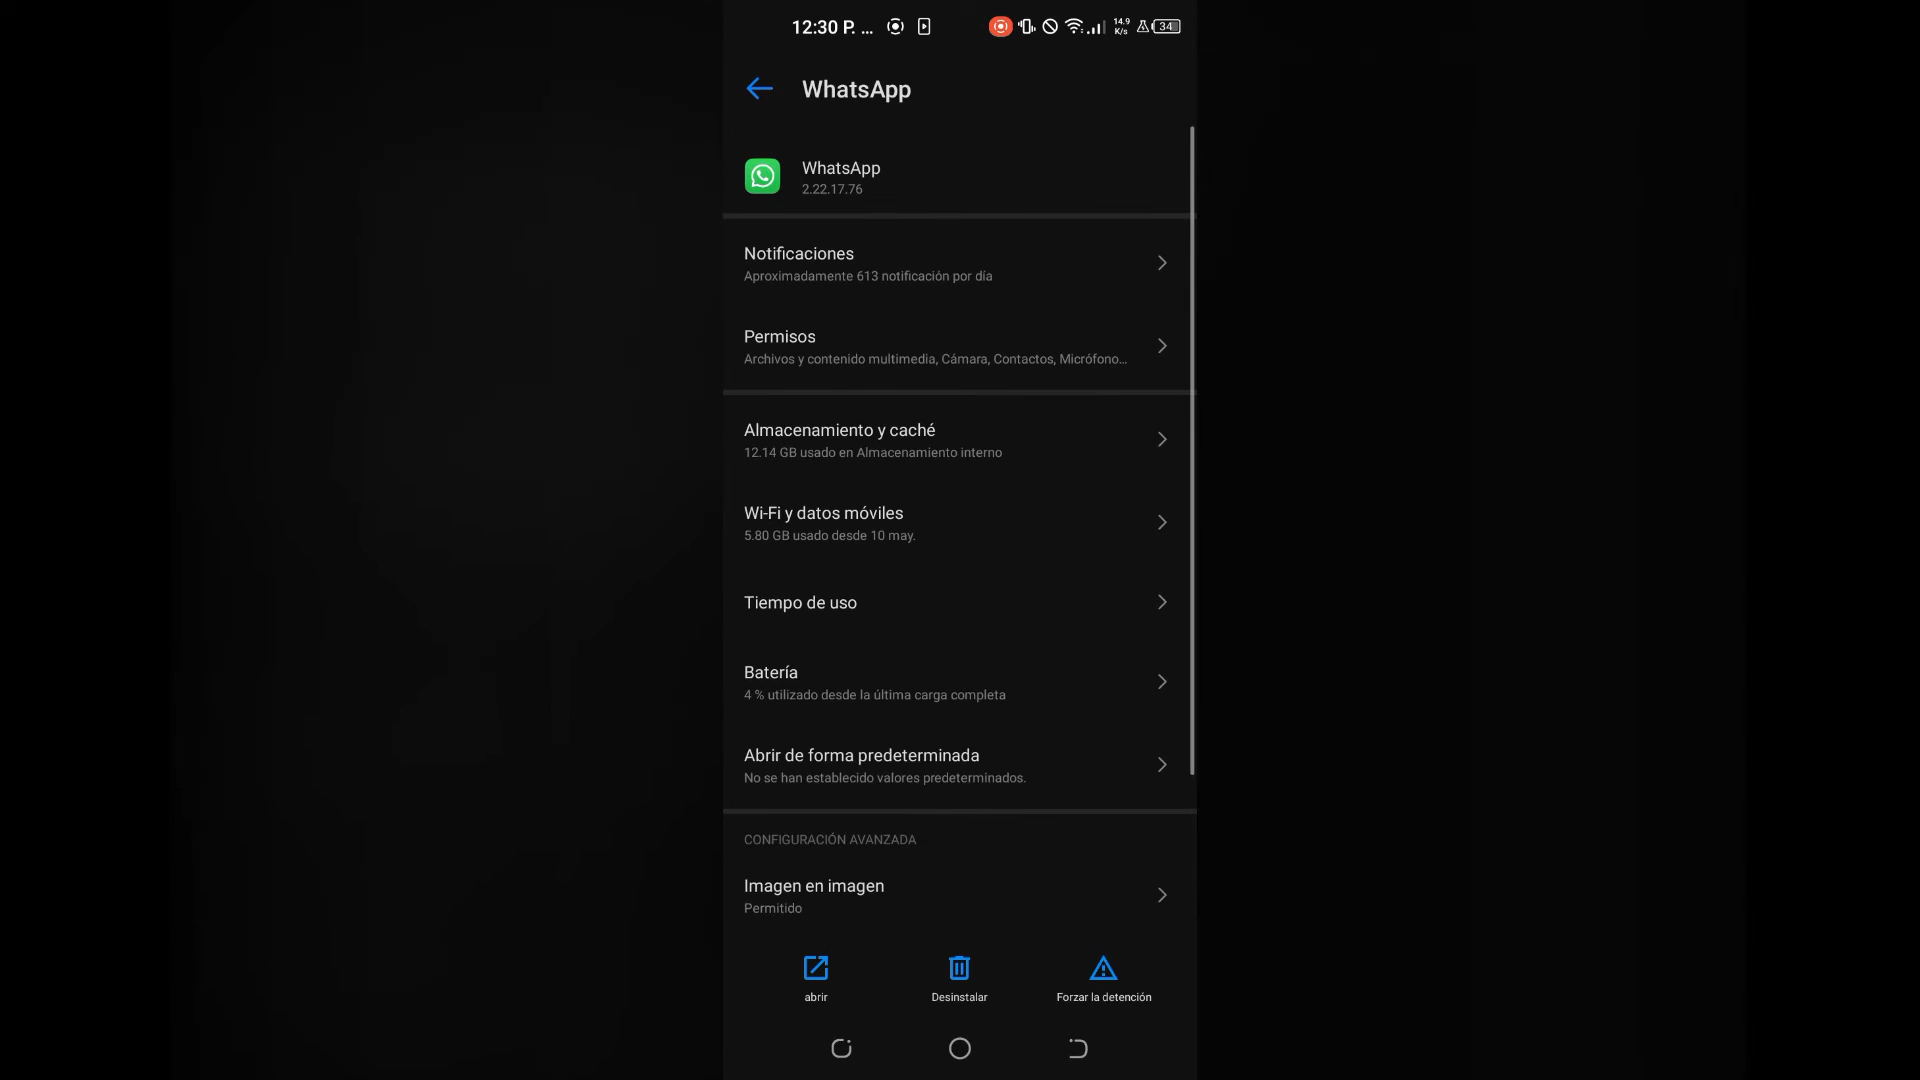 12:30 P. ...
14.9
K/s
34
WhatsApp
WhatsApp
2.22.17.76
Notificaciones
Aproximadamente 613 notificación por día
Permisos
Archivos y contenido multimedia, Cámara, Contactos, Micrófono...
Almacenamiento y caché
12.14 GB usado en Almacenamiento interno
Wi-Fi y datos móviles
5.80 GB usado desde 10 may.
Tiempo de uso
Batería
4 % utilizado desde la última carga completa
Abrir de forma predeterminada
No se han establecido valores predeterminados.
CONFIGURACIÓN AVANZADA
Imagen en imagen
Permitido
abrir
Desinstalar
Forzar la detención